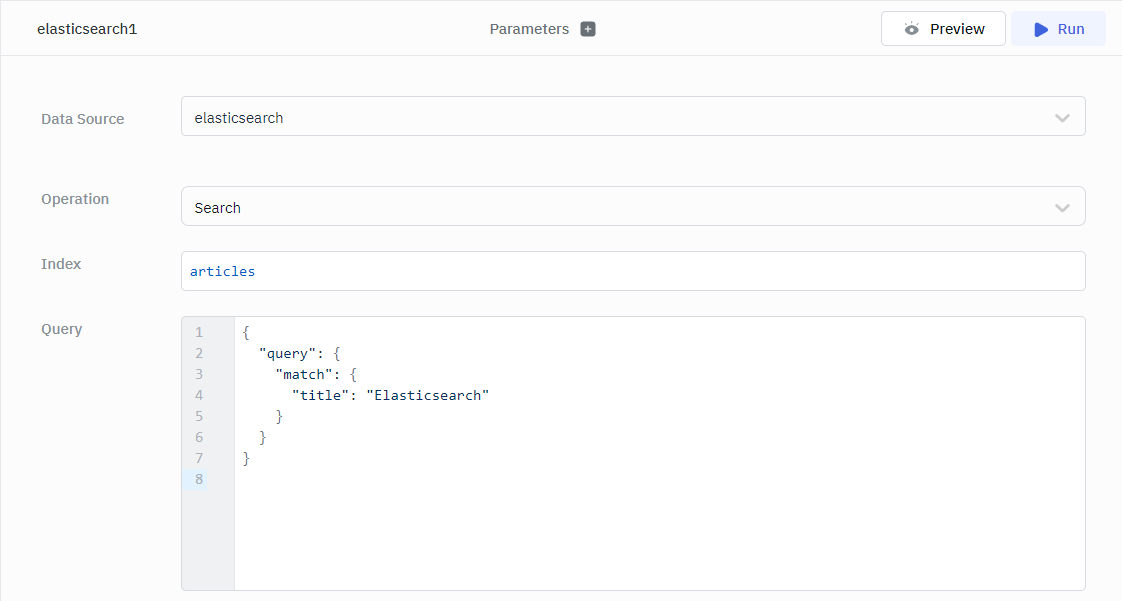 elasticsearch1
Parameters +
Preview
Run
Data Source
elasticsearch
Operation
Search
Index
articles
Query
1 {
2   "query": {
3     "match": {
4       "title": "Elasticsearch"
5     }
6   }
7 }
8